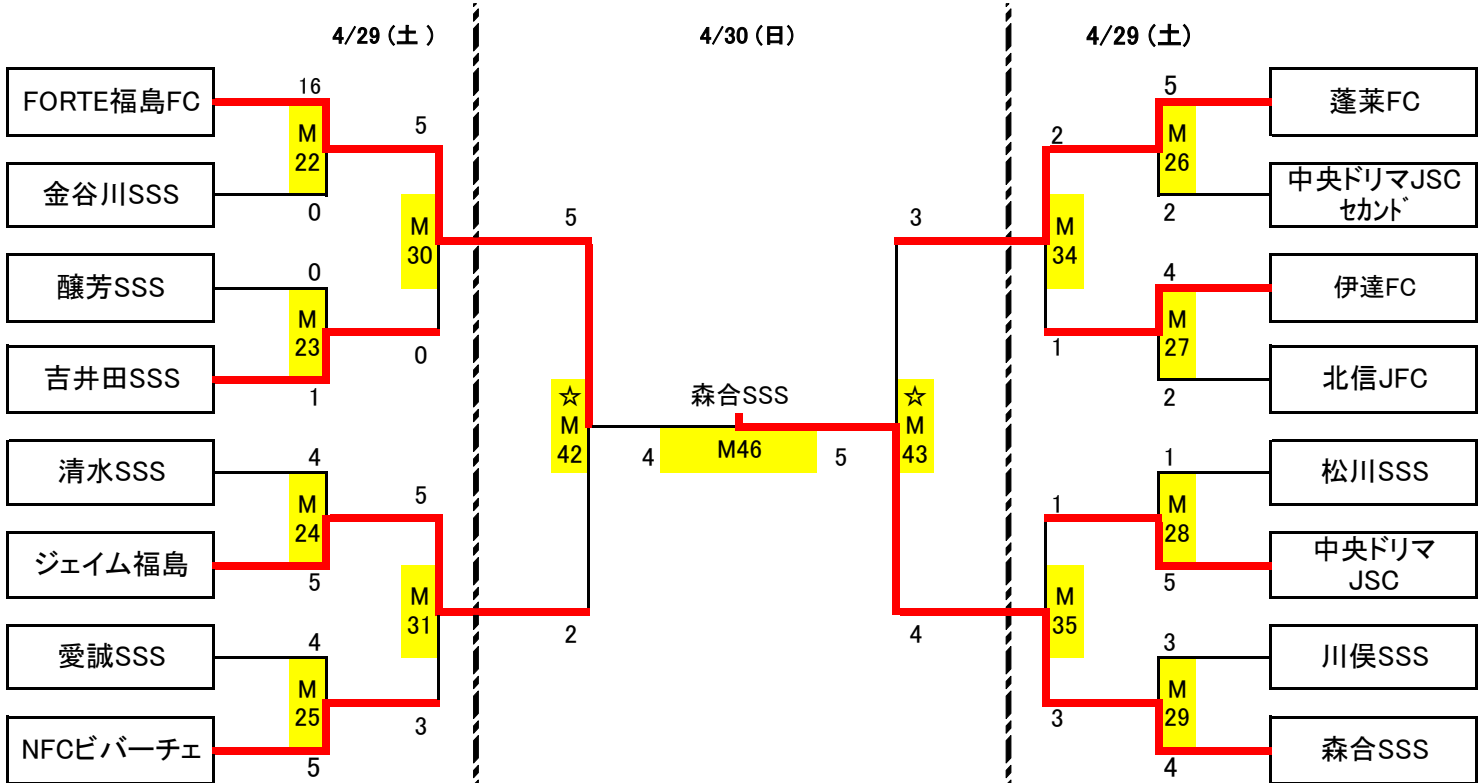 4/29 (土 )
4/30 (日)
4/29 (土)
FORTE福島FC
16
M
22
金谷川SSS
0
5
M
30
醸芳SSS
0
M
23
吉井田SSS
1
0
5
清水SSS
4
M
24
ジェイム福島
5
5
M
31
愛誠SSS
4
M
25
NFCビバーチェ
5
3
2
☆
M
42
森合SSS
4
M46
5
☆
M
43
3
4
2
M
34
1
1
M
35
3
5
M
26
2
蓬莱FC
中央ドリマJSC
セカンド
4
M
27
2
伊達FC
北信JFC
1
M
28
5
松川SSS
中央ドリマ
JSC
3
M
29
4
川俣SSS
森合SSS